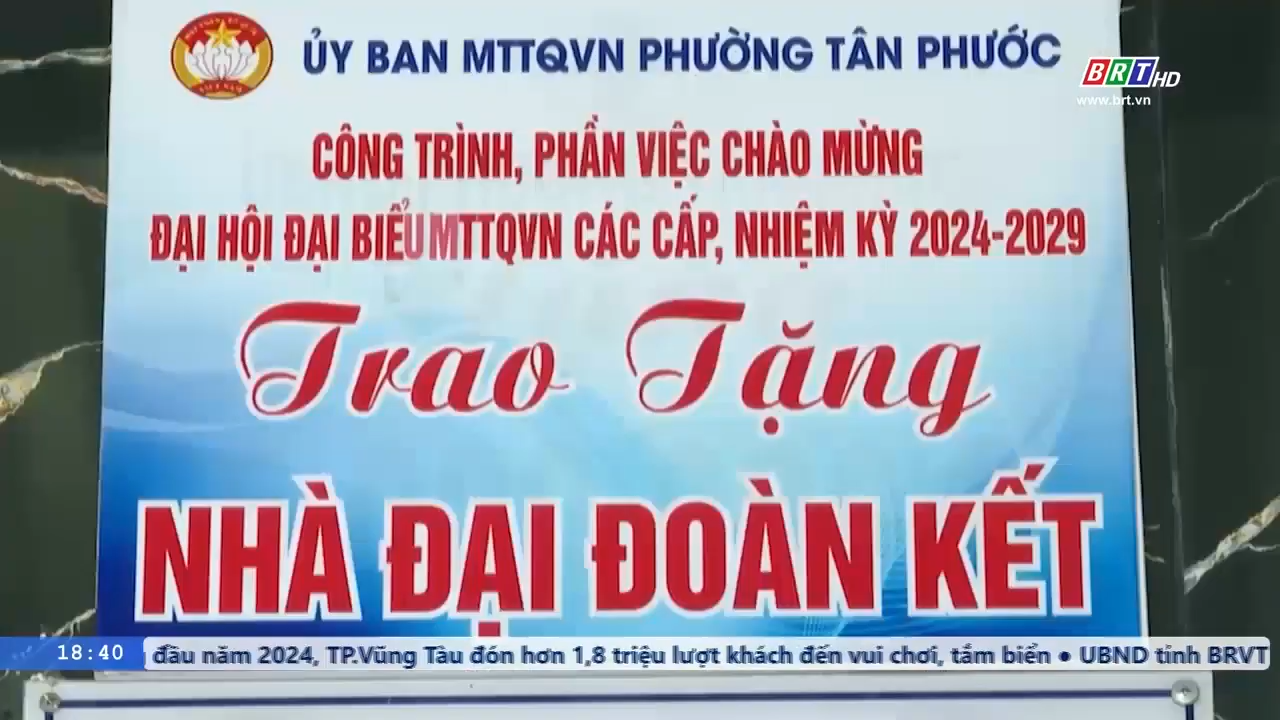 ỦY BAN MTTQVN PHƯỜNG TÂN PHƯỚC
BRT HD
www.brt.vn
CÔNG TRÌNH, PHẦN VIỆC CHÀO MỪNG
ĐẠI HỘI ĐẠI BIỂU MTTQVN CÁC CẤP, NHIỆM KỲ 2024-2029
Trao Tặng
NHÀ ĐẠI ĐOÀN KẾT
18:40 đầu năm 2024, TP.Vũng Tàu đón hơn 1,8 triệu lượt khách đến vui chơi, tắm biển ● UBND tỉnh BRVT